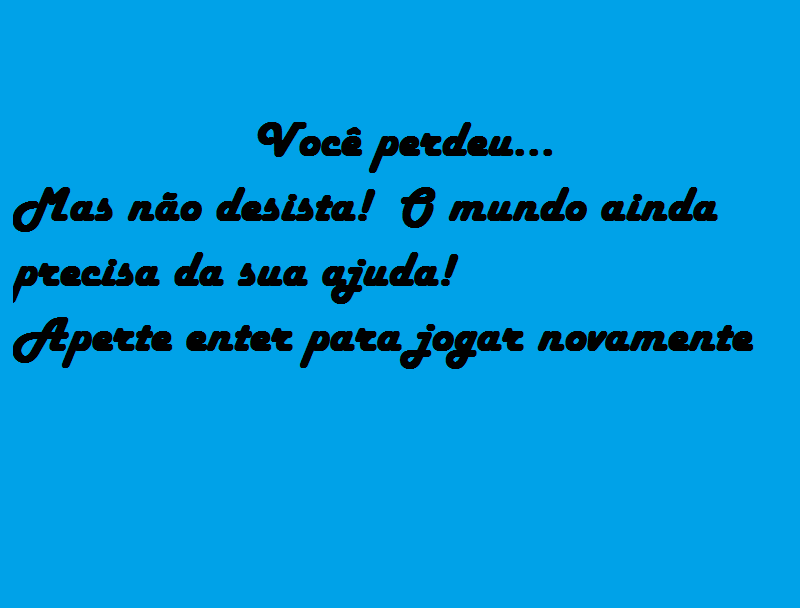 Você perdeu...
Mas não desista! O mundo ainda
precisa da sua ajuda!
Aperte enter para jogar novamente